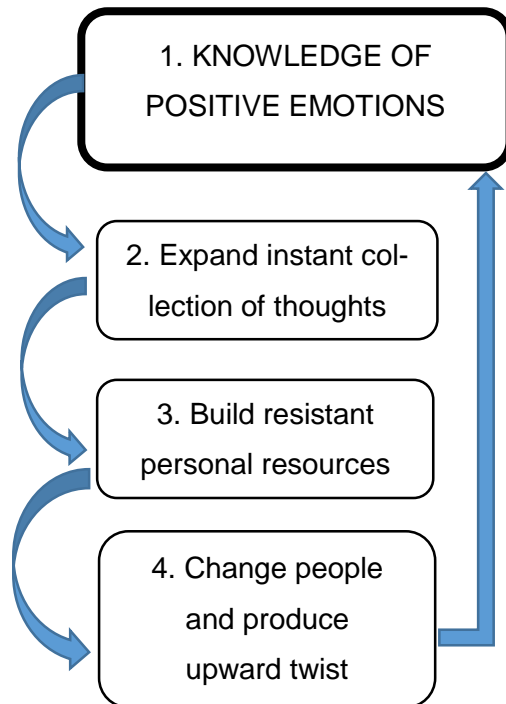 1. KNOWLEDGE OF
POSITIVE EMOTIONS
2. Expand instant col-
lection of thoughts
3. Build resistant
personal resources
4. Change people
and produce
upward twist